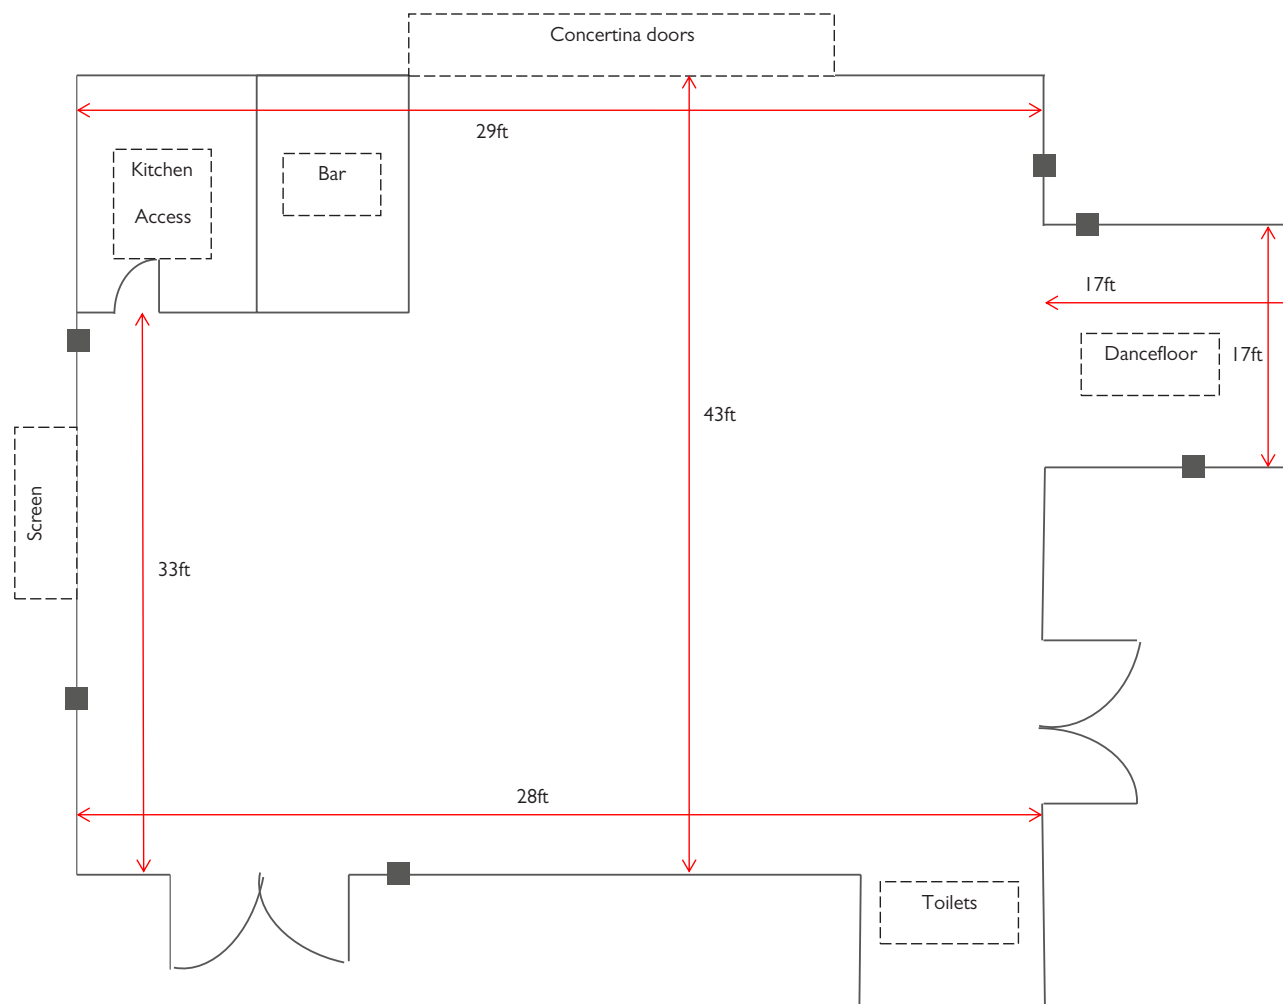 Concertina doors
29ft
Kitchen
Access
Bar
17ft
Dancefloor
17ft
43ft
Screen
33ft
28ft
Toilets